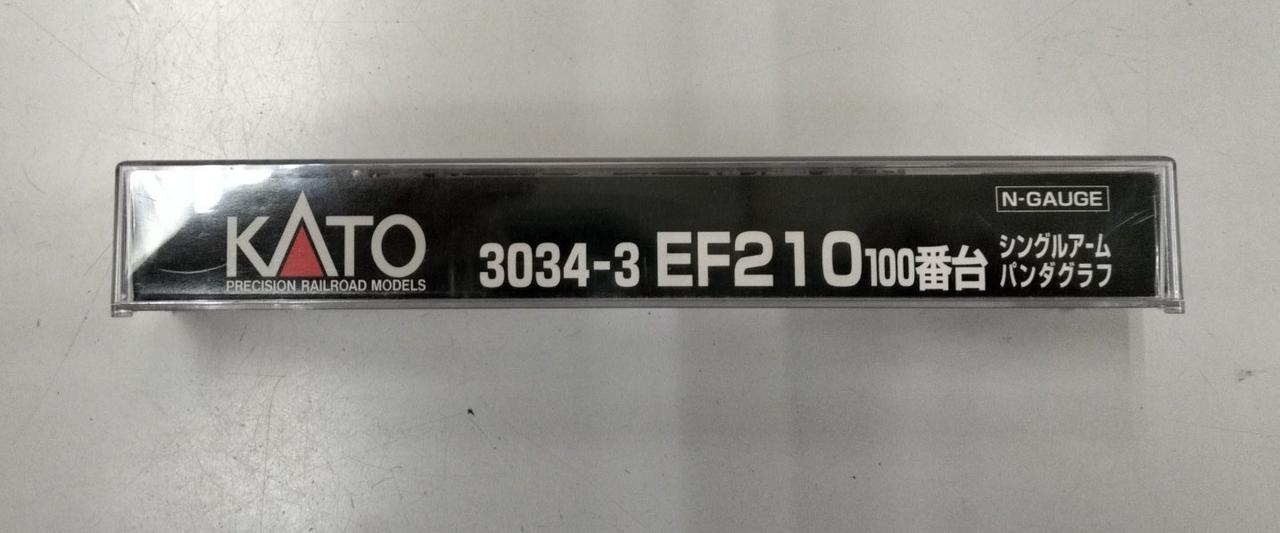 KATO
PRECISION RAILROAD MODELS
3034-3 EF210 100番台
N-GAUGE
シングルアーム
パンダグラフ